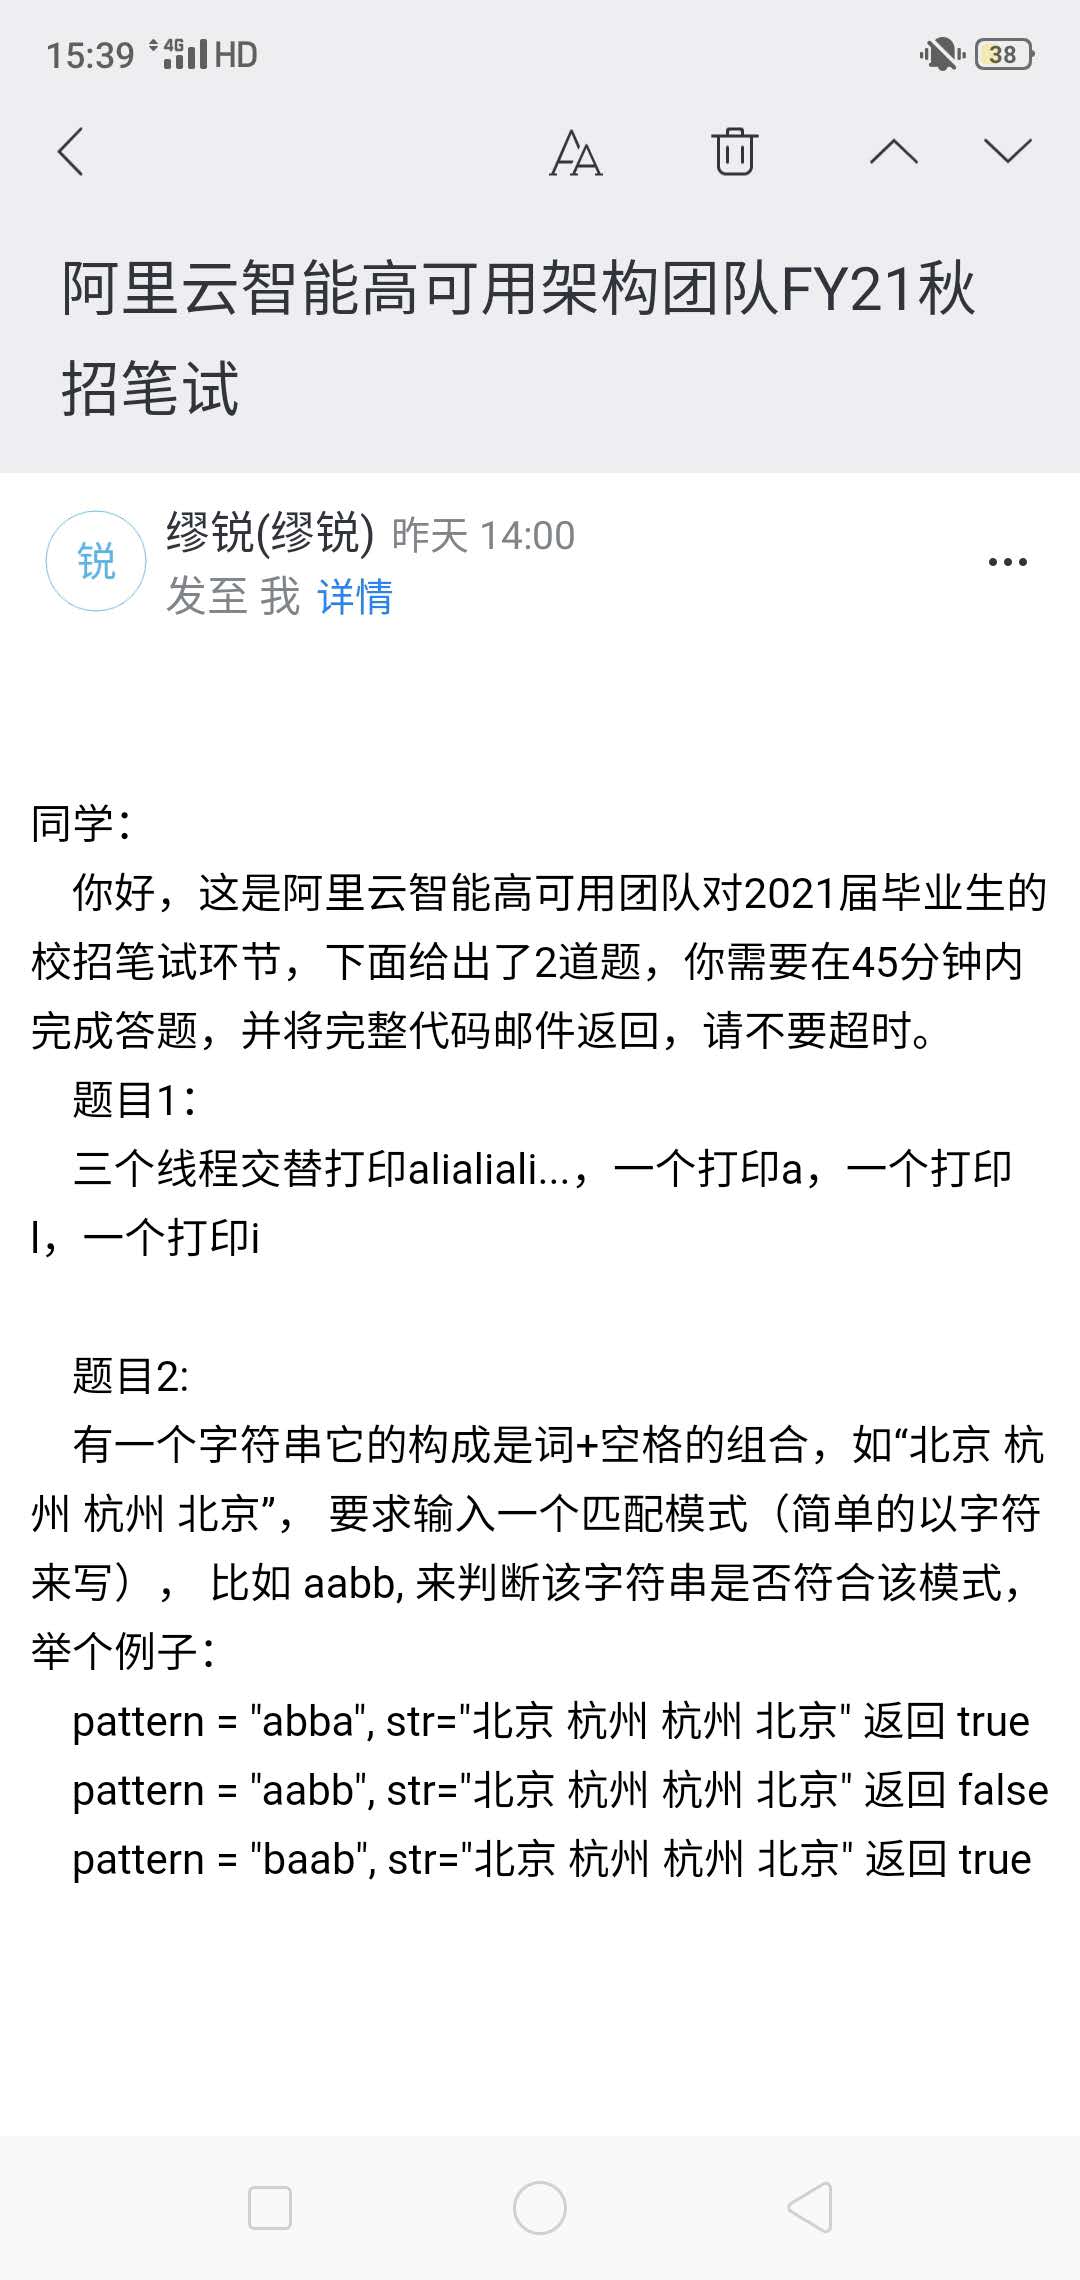 15:39 4G HD 38
阿里云智能高可用架构团队FY21秋
招笔试
锐
缪锐(缪锐) 昨天 14:00
发至 我 详情
同学：
你好，这是阿里云智能高可用团队对2021届毕业生的
校招笔试环节，下面给出了2道题，你需要在45分钟内
完成答题，并将完整代码邮件返回，请不要超时。
题目1：
三个线程交替打印alialiali...，一个打印a，一个打印
l，一个打印i
题目2:
有一个字符串它的构成是词+空格的组合，如“北京 杭
州 杭州 北京”， 要求输入一个匹配模式（简单的以字符
来写）， 比如 aabb, 来判断该字符串是否符合该模式，
举个例子：
pattern = "abba", str="北京 杭州 杭州 北京" 返回 true
pattern = "aabb", str="北京 杭州 杭州 北京" 返回 false
pattern = "baab", str="北京 杭州 杭州 北京" 返回 true